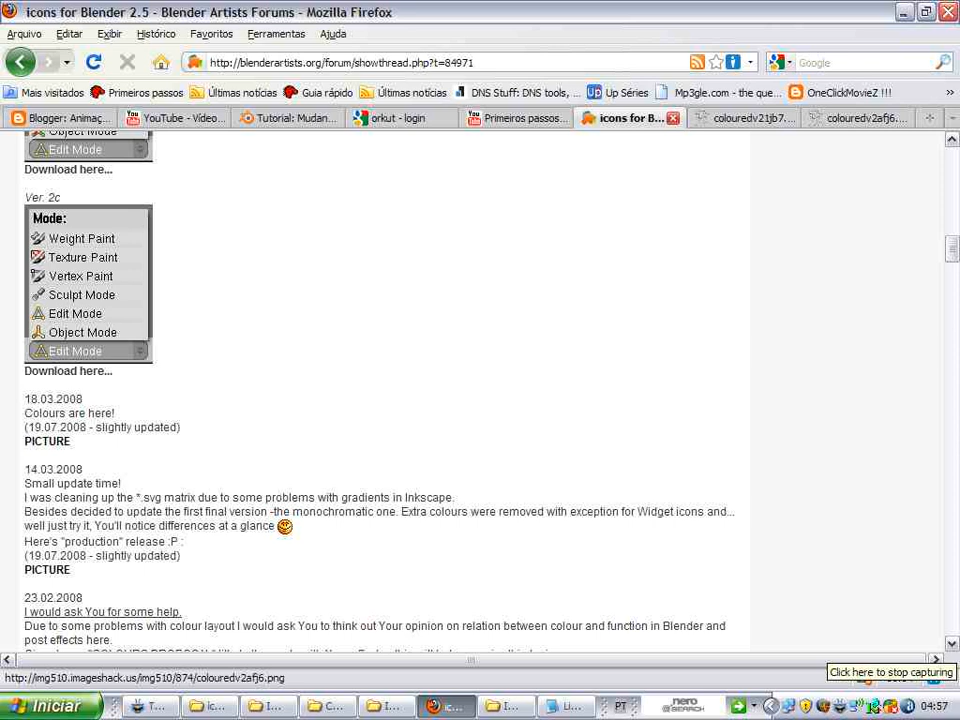 icons for Blender 2.5 - Blender Artists Forums - Mozilla Firefox
Arquivo Editar Exibir Histórico Favoritos Ferramentas Ajuda
http://blenderartists.org/forum/showthread.php?t=84971
Google
Mais visitados Primeiros passos Últimas notícias Guia rápido Últimas notícias DNS Stuff: DNS tools, ... Up Séries Mp3gle.com - the que... OneClickMovieZ !!! »
Blogger: Animaç... YouTube - Vídeo... Tutorial: Mudan... orkut - login Primeiros passos... icons for B... colouredv21jb7... colouredv2afj6...
Object Mode
Edit Mode
Download here...
Ver. 2c
Mode:
Weight Paint
Texture Paint
Vertex Paint
Sculpt Mode
Edit Mode
Object Mode
Edit Mode
Download here...
18.03.2008
Colours are here!
(19.07.2008 - slightly updated)
PICTURE
14.03.2008
Small update time!
I was cleaning up the *.svg matrix due to some problems with gradients in Inkscape.
Besides decided to update the first final version -the monochromatic one. Extra colours were removed with exception for Widget icons and...
well just try it, You'll notice differences at a glance
Here's "production" release :P :
(19.07.2008 - slightly updated)
PICTURE
23.02.2008
I would ask You for some help.
Due to some problems with colour layout I would ask You to think out Your opinion on relation between colour and function in Blender and
post effects here.
http://img510.imageshack.us/img510/874/colouredv2afj6.png
Click here to stop capturing
Iniciar T... ic... I... C... I... ic... I... Li... PT nero SEARCH 04:57